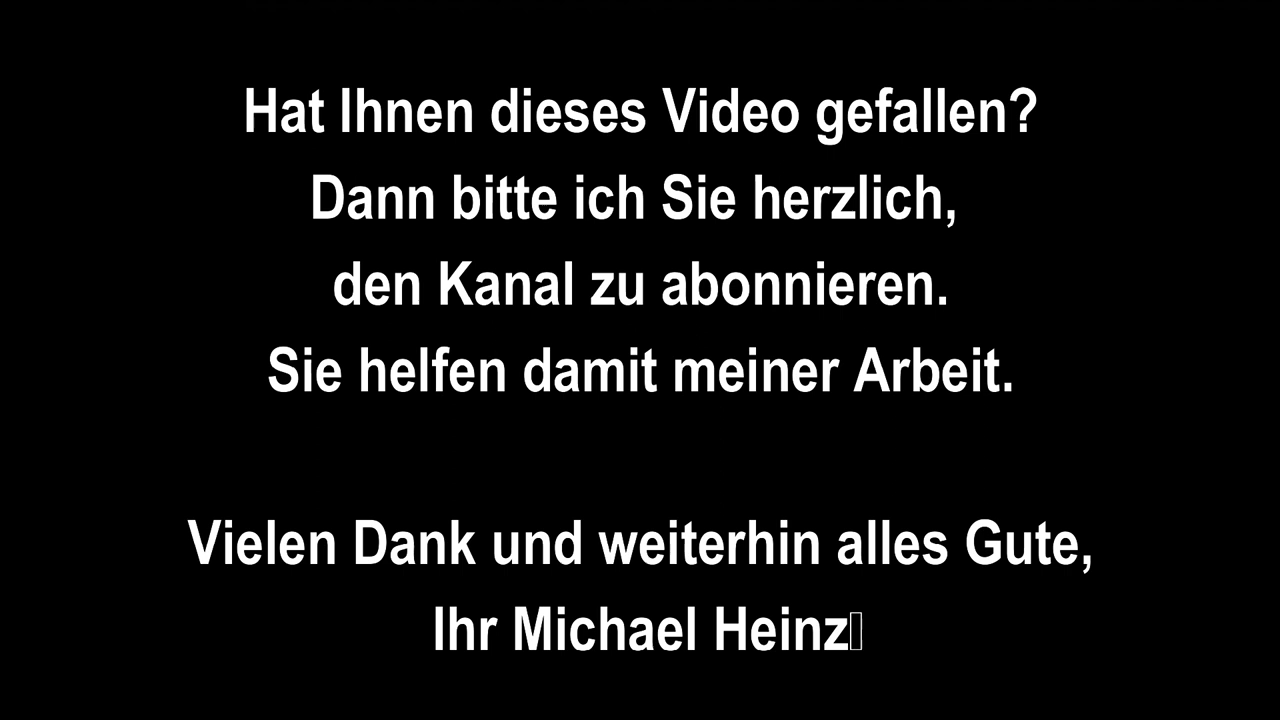 Hat Ihnen dieses Video gefallen?
Dann bitte ich Sie herzlich,
den Kanal zu abonnieren.
Sie helfen damit meiner Arbeit.
Vielen Dank und weiterhin alles Gute,
Ihr Michael Heinz